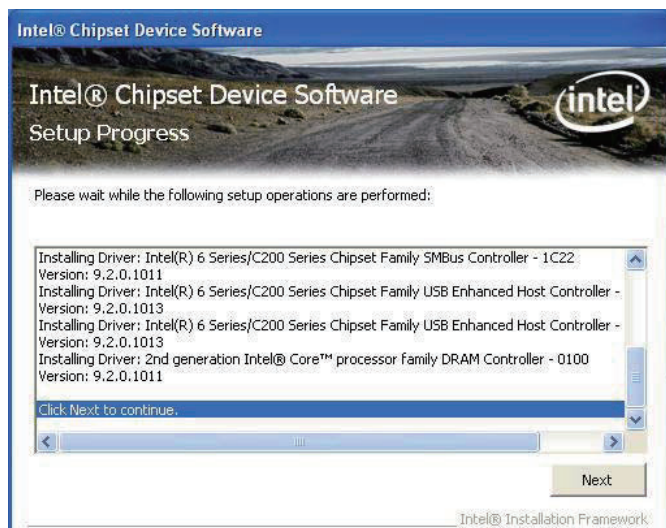 Intel® Chipset Device Software
Intel® Chipset Device Software
Setup Progress
intel
Please wait while the following setup operations are performed:
Installing Driver: Intel(R) 6 Series/C200 Series Chipset Family SMBus Controller - 1C22
Version: 9.2.0.1011
Installing Driver: Intel(R) 6 Series/C200 Series Chipset Family USB Enhanced Host Controller -
Version: 9.2.0.1013
Installing Driver: Intel(R) 6 Series/C200 Series Chipset Family USB Enhanced Host Controller -
Version: 9.2.0.1013
Installing Driver: 2nd generation Intel® Core™ processor family DRAM Controller - 0100
Version: 9.2.0.1011
Click Next to continue.
Next
Intel® Installation Framework